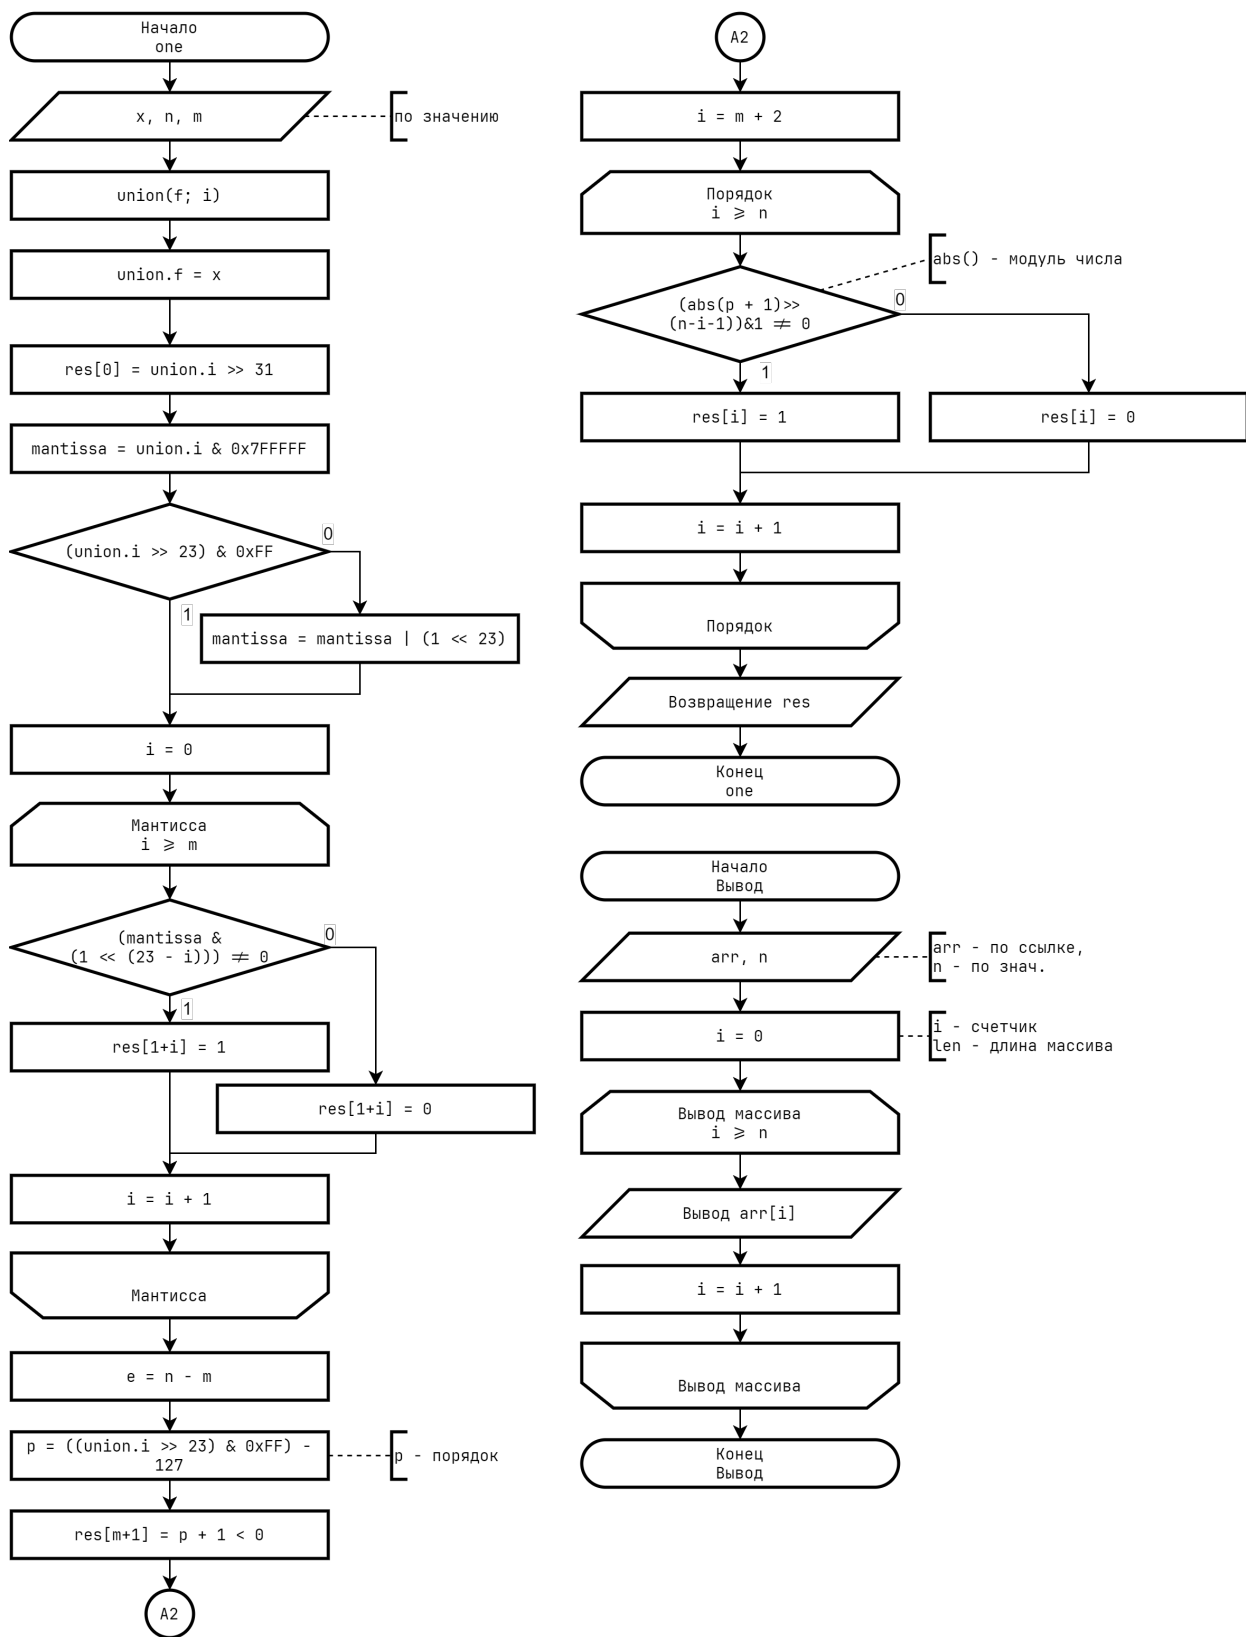 Начало
one
x, n, m
по значению
union(f; i)
union.f = x
res[0] = union.i >> 31
mantissa = union.i & 0x7FFFFF
(union.i >> 23) & 0xFF
0
1
mantissa = mantissa | (1 << 23)
i = 0
Мантисса
i ⩾ m
(mantissa &
(1 << (23 - i))) ≠ 0
0
1
res[1+i] = 1
res[1+i] = 0
i = i + 1
Мантисса
e = n - m
p = ((union.i >> 23) & 0xFF) -
127
p - порядок
res[m+1] = p + 1 < 0
A2
A2
i = m + 2
Порядок
i ⩾ n
abs() - модуль числа
(abs(p + 1)>>
(n-i-1))&1 ≠ 0
0
1
res[i] = 1
res[i] = 0
i = i + 1
Порядок
Возвращение res
Конец
one
Начало
Вывод
arr, n
arr - по ссылке,
n - по знач.
i = 0
i - счетчик
len - длина массива
Вывод массива
i ⩾ n
Вывод arr[i]
i = i + 1
Вывод массива
Конец
Вывод